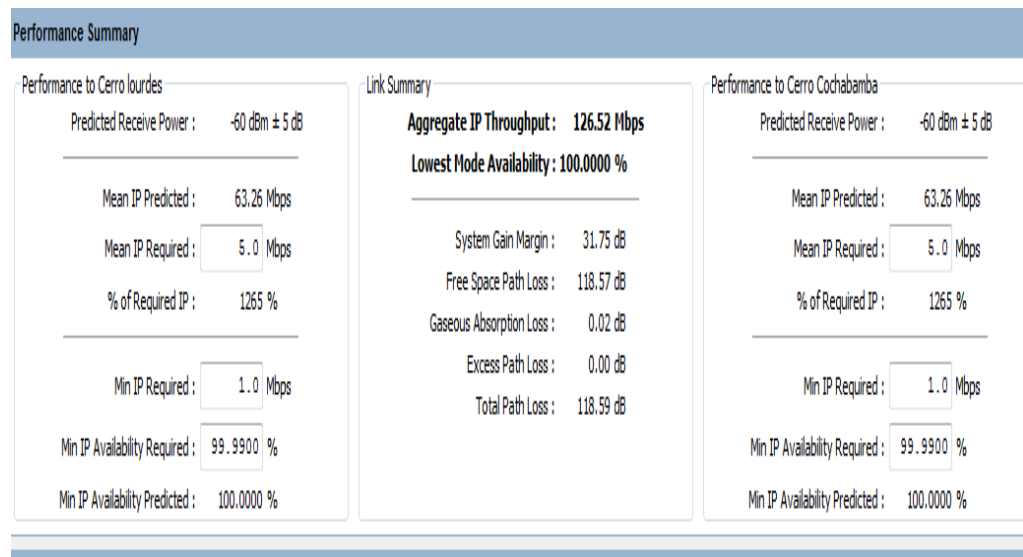 Performance Summary
Performance to Cerro lourdes
Predicted Receive Power : -60 dBm ± 5 dB
Mean IP Predicted : 63.26 Mbps
Mean IP Required : 5.0 Mbps
% of Required IP : 1265 %
Min IP Required : 1.0 Mbps
Min IP Availability Required : 99.9900 %
Min IP Availability Predicted : 100.0000 %
Link Summary
Aggregate IP Throughput : 126.52 Mbps
Lowest Mode Availability : 100.0000 %
System Gain Margin : 31.75 dB
Free Space Path Loss : 118.57 dB
Gaseous Absorption Loss : 0.02 dB
Excess Path Loss : 0.00 dB
Total Path Loss : 118.59 dB
Performance to Cerro Cochabamba
Predicted Receive Power : -60 dBm ± 5 dB
Mean IP Predicted : 63.26 Mbps
Mean IP Required : 5.0 Mbps
% of Required IP : 1265 %
Min IP Required : 1.0 Mbps
Min IP Availability Required : 99.9900 %
Min IP Availability Predicted : 100.0000 %